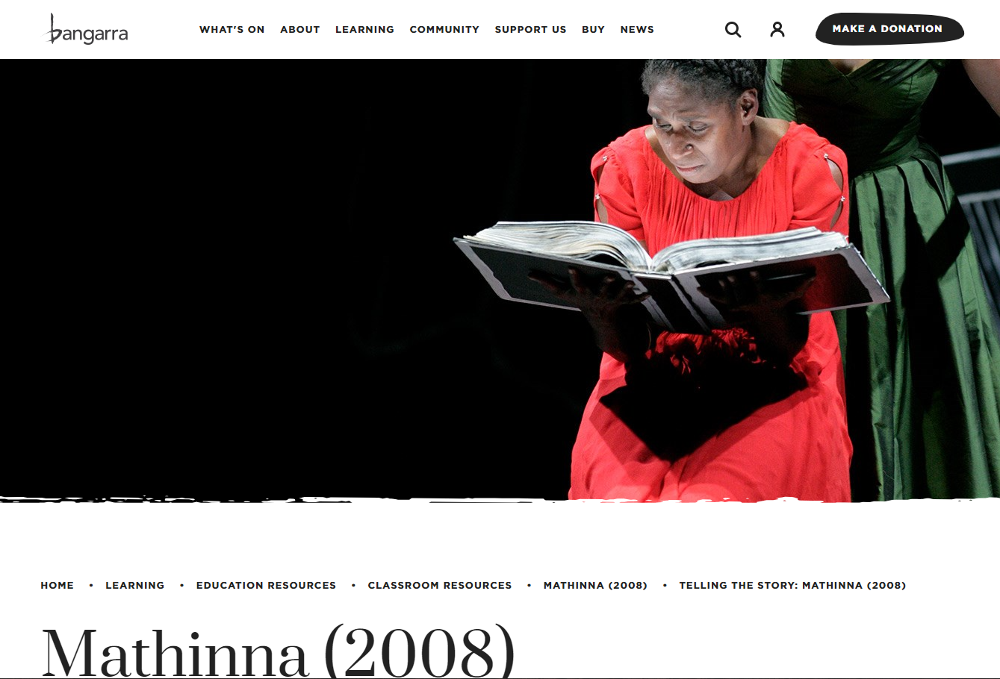 bangarra
WHAT'S ON ABOUT LEARNING COMMUNITY SUPPORT US BUY NEWS
MAKE A DONATION
HOME • LEARNING • EDUCATION RESOURCES • CLASSROOM RESOURCES • MATHINNA (2008) • TELLING THE STORY: MATHINNA (2008)
Mathinna (2008)